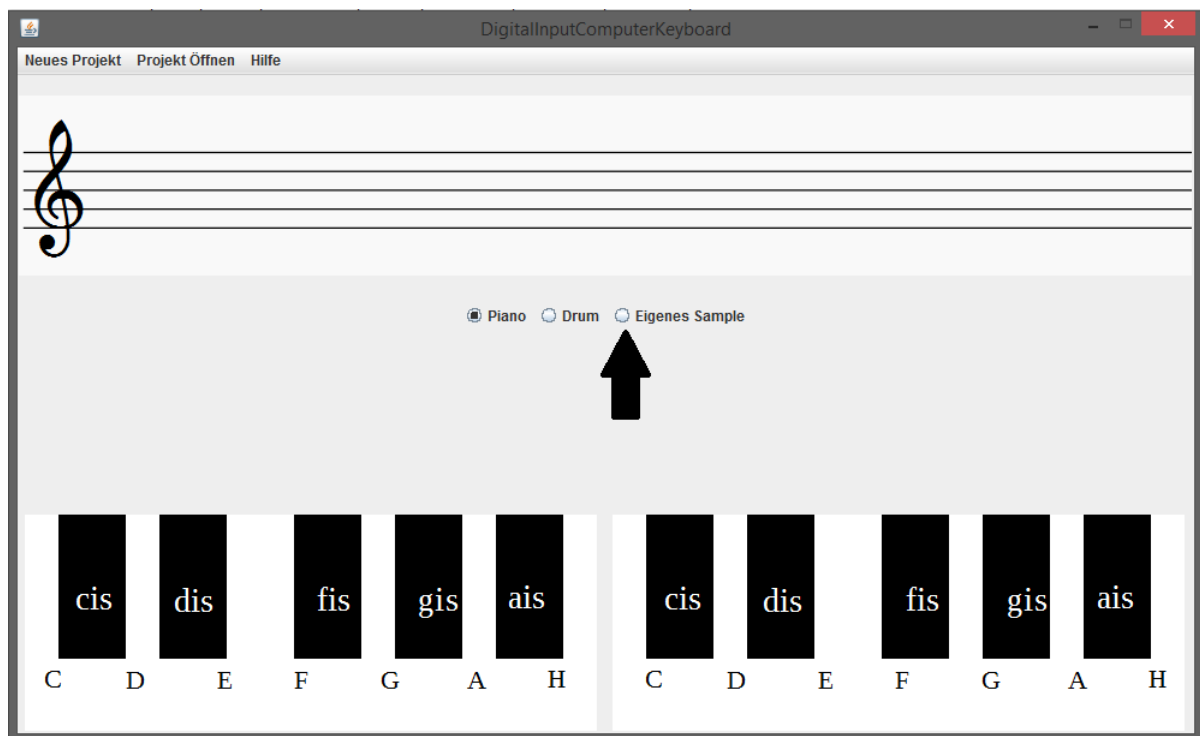 DigitalInputComputerKeyboard
Neues Projekt Projekt Öffnen Hilfe
Piano Drum Eigenes Sample
cis dis fis gis ais cis dis fis gis ais
C D E F G A H C D E F G A H